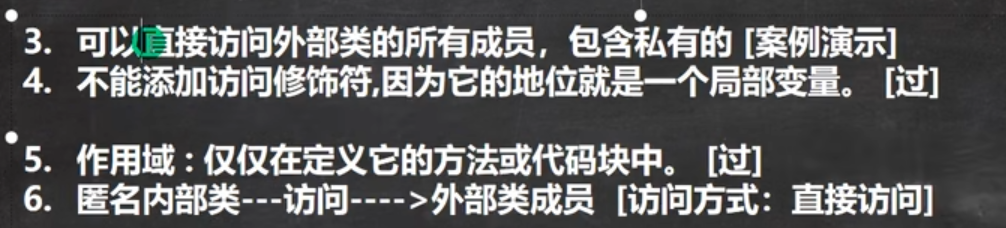 3. 可以直接访问外部类的所有成员，包含私有的 [案例演示]
4. 不能添加访问修饰符,因为它的地位就是一个局部变量。 [过]
5. 作用域 : 仅仅在定义它的方法或代码块中。 [过]
6. 匿名内部类---访问---->外部类成员 [访问方式：直接访问]